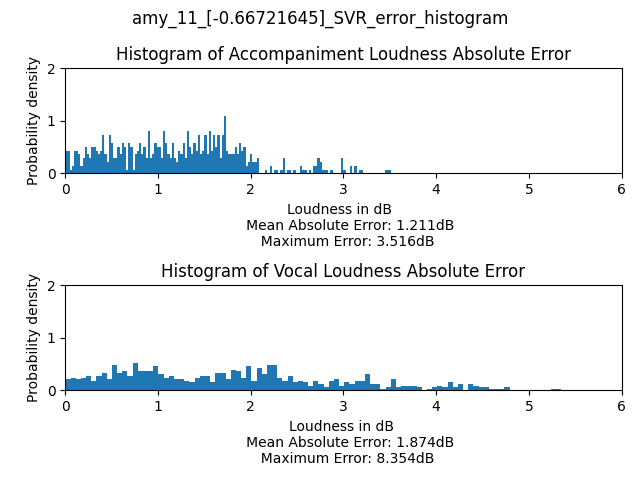 amy_11_[-0.66721645]_SVR_error_histogram
Histogram of Accompaniment Loudness Absolute Error
Probability density
2
1
0
0 1 2 3 4 5 6
Loudness in dB
Mean Absolute Error: 1.211dB
Maximum Error: 3.516dB
Histogram of Vocal Loudness Absolute Error
Probability density
2
1
0
0 1 2 3 4 5 6
Loudness in dB
Mean Absolute Error: 1.874dB
Maximum Error: 8.354dB